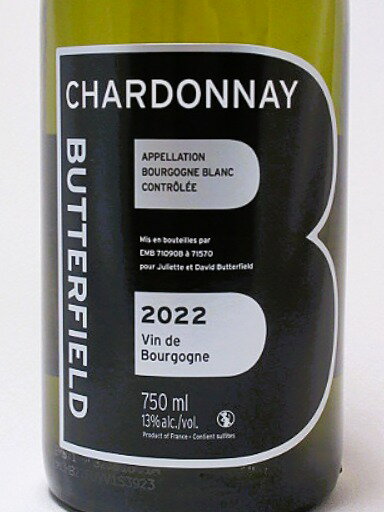 CHARDONNAY
BUTTERFIELD
APPELLATION
BOURGOGNE BLANC
CONTRÔLÉE
Mis en bouteilles par
EMB 71090B à 71570
pour Juliette et David Butterfield
2022
Vin de
Bourgogne
750 ml
13% alc./vol.
Product of France - Contient sulfites